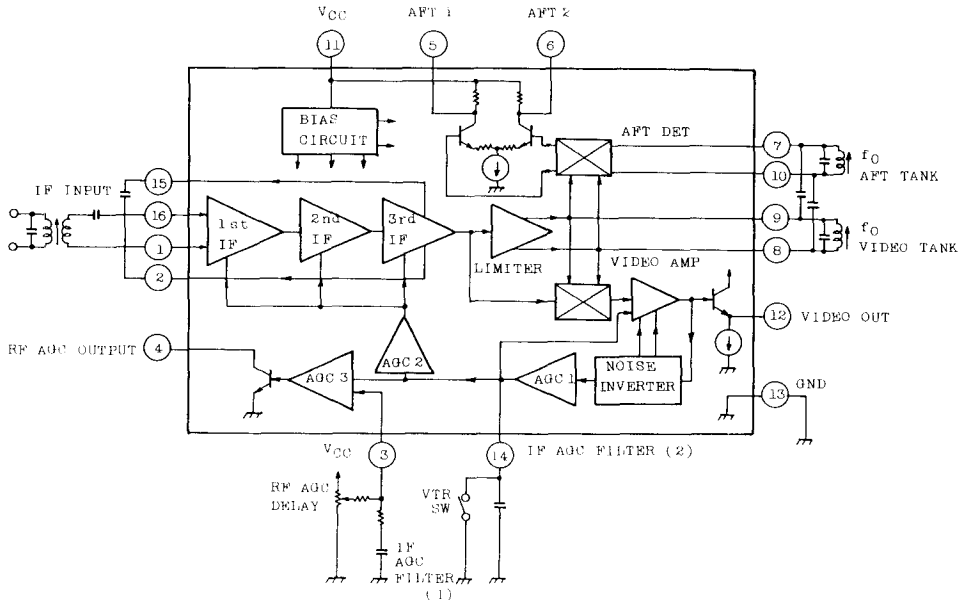 VCC
AFT 1
AFT 2
11
5
6
BIAS
CIRCUIT
AFT DET
7
10
fO
AFT TANK
IF INPUT
15
16
1
2
1st
IF
2nd
IF
3rd
IF
LIMITER
9
8
fO
VIDEO TANK
VIDEO AMP
12
VIDEO OUT
RF AGC OUTPUT
4
AGC 3
AGC 2
AGC 1
NOISE
INVERTER
13
GND
VCC
3
14
IF AGC FILTER (2)
RF AGC
DELAY
VTR
SW
IF
AGC
FILTER
(1)